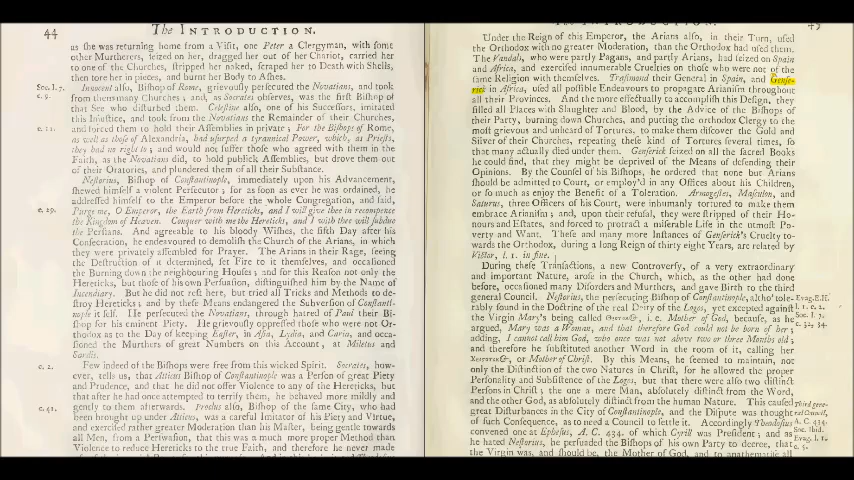 44 The INTRODUCTION.
as she was returning home from a Visit, one Peter a Clergyman, with some
other Murtherers, seized on her, dragged her out of her Chariot, carried her
to one of the Churches, stripped her naked, scraped her to Death with Shells,
then tore her in pieces, and burnt her Body to Ashes.
Soc. l. 7. Innocent also, Bishop of Rome, grievously persecuted the Novatians, and took
c. 9. from them many Churches; and, as Socrates observes, was the first Bishop of
that See who disturbed them. Celestine also, one of his Successors, imitated
this Injustice, and took from the Novatians the Remainder of their Churches,
c. 11. and forced them to hold their Assemblies in private; For the Bishops of Rome,
as well as those of Alexandria, had usurped a Tyrannical Power, which, as Priests,
they had no right to; and would not suffer those who agreed with them in the
Faith, as the Novatians did, to hold publick Assemblies, but drove them out
of their Oratories, and plundered them of all their Substance.
Nestorius, Bishop of Constantinople, immediately upon his Advancement,
shewed himself a violent Persecutor; for as soon as ever he was ordained, he
addressed himself to the Emperor before the whole Congregation, and said,
c. 29. Purge me, O Emperor, the Earth from Hereticks, and I will give thee in recompence
the Kingdom of Heaven. Conquer with me the Hereticks, and I with thee will subdue
the Persians. And agreeable to his bloody Wishes, the fifth Day after his
Consecration, he endeavoured to demolish the Church of the Arians, in which
they were privately assembled for Prayer. The Arians in their Rage, seeing
the Destruction of it determined, set Fire to it themselves, and occasioned
the Burning down the neighbouring Houses; and for this Reason not only the
Hereticks, but those of his own Persuasion, distinguished him by the Name of
Incendiary. But he did not rest here, but tried all Tricks and Methods to de-
stroy Hereticks; and by these Means endangered the Subversion of Constanti-
nople it self. He persecuted the Novatians, through hatred of Paul their Bi-
shop for his eminent Piety. He grievously oppressed those who were not Or-
thodox as to the Day of keeping Easter, in Asia, Lydia, and Caria, and occa-
sioned the Murthers of great Numbers on this Account, at Miletus and
Sardis.
c. 2. Few indeed of the Bishops were free from this wicked Spirit. Socrates, how-
ever, tells us, that Atticus Bishop of Constantinople was a Person of great Piety
and Prudence, and that he did not offer Violence to any of the Hereticks, but
that after he had once attempted to terrify them, he behaved more mildly and
c. 41. gently to them afterwards. Proclus also, Bishop of the same City, who had
been brought up under Atticus, was a careful Imitator of his Piety and Virtue,
and exercised rather greater Moderation than his Master, being gentle towards
all Men, from a Perswasion, that this was a much more proper Method than
Violence to reduce Hereticks to the true Faith, and therefore he never made
Under the Reign of this Emperor, the Arians also, in their Turn, used
the Orthodox with no greater Moderation, than the Orthodox had used them.
The Vandals, who were partly Pagans, and partly Arians, had seized on Spain
and Africa, and exercised innumerable Cruelties on those who were not of the
same Religion with themselves. Trasimond their General in Spain, and Gense-
rick in Africa, used all possible Endeavours to propagate Arianism throughout
all their Provinces. And the more effectually to accomplish this Design, they
filled all Places with Slaughter and Blood, by the Advice of the Bishops of
their Party, burning down Churches, and putting the orthodox Clergy to the
most grievous and unheard of Tortures, to make them discover the Gold and
Silver of their Churches, repeating these kind of Tortures several times, so
that many actually died under them. Genserick seized on all the sacred Books
he could find, that they might be deprived of the Means of defending their
Opinions. By the Counsel of his Bishops, he ordered that none but Arians
should be admitted to Court, or employ'd in any Offices about his Children,
or so much as enjoy the Benefit of a Toleration. Armogestes, Masculon, and
Saturus, three Officers of his Court, were inhumanly tortured to make them
embrace Arianism; and, upon their refusal, they were stripped of their Ho-
nours and Estates, and forced to protract a miserable Life in the utmost Po-
verty and Want. These and many more Instances of Genserick's Cruelty to-
wards the Orthodox, during a long Reign of thirty eight Years, are related by
Victor, l. 1. in fine.
During these Transactions, a new Controversy, of a very extraordinary
and important Nature, arose in the Church, which, as the other had done
before, occasioned many Disorders and Murthers, and gave Birth to the third
general Council. Nestorius, the persecuting Bishop of Constantinople, altho' tole- Evag. E.H.
rably found in the Doctrine of the real Deity of the Logos, yet excepted against l. 1. c. 2.
the Virgin Mary's being called Θεοτοκος, i. e. Mother of God, because, as he Soc. l. 7.
argued, Mary was a Woman, and that therefore God could not be born of her; c. 32, 34.
adding, I cannot call him God, who once was not above two or three Months old;
and therefore he substituted another Word in the room of it, calling her
Χριστοτοκος, or Mother of Christ. By this Means, he seemed to maintain, not
only the Distinction of the two Natures in Christ, for he allowed the proper
Personality and Subsistence of the Logos, but that there were also two distinct
Persons in Christ; the one a mere Man, absolutely distinct from the Word,
and the other God, as absolutely distinct from the human Nature. This caused Third gene-
great Disturbances in the City of Constantinople, and the Dispute was thought ral Council,
of such Consequence, as to need a Council to settle it. Accordingly Theodosius A. C. 434.
convened one at Ephesus, A. C. 434. of which Cyrill was President; and as Soc. Ibid.
he hated Nestorius, he persuaded the Bishops of his own Party to decree, that Evag. l. 1.
the Virgin was, and should be, the Mother of God, and to anathematize all